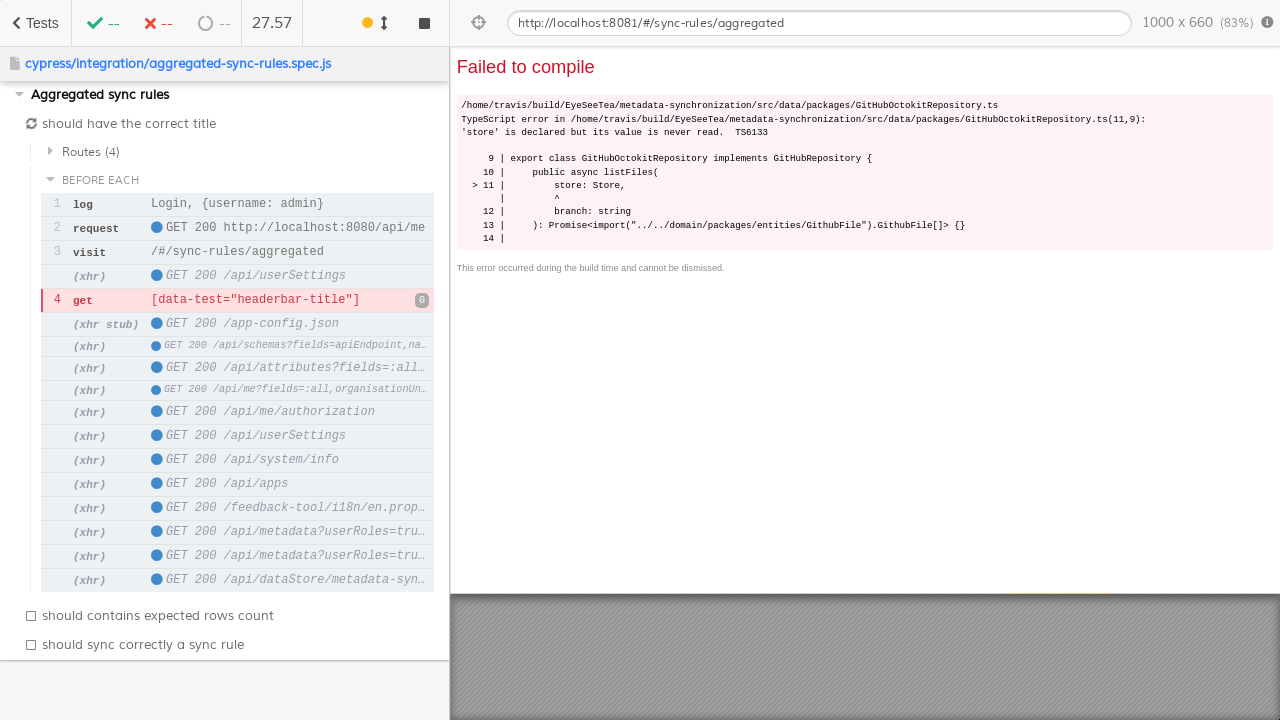 Tests
--
--
--
27.57
http://localhost:8081/#/sync-rules/aggregated
1000 x 660 (83%)
cypress/integration/aggregated-sync-rules.spec.js
Aggregated sync rules
should have the correct title
Routes (4)
BEFORE EACH
1 log Login, {username: admin}
2 request GET 200 http://localhost:8080/api/me
3 visit /#/sync-rules/aggregated
(xhr) GET 200 /api/userSettings
4 get [data-test="headerbar-title"] 0
(xhr stub) GET 200 /app-config.json
(xhr) GET 200 /api/schemas?fields=apiEndpoint,na…
(xhr) GET 200 /api/attributes?fields=:all…
(xhr) GET 200 /api/me?fields=:all,organisationUn…
(xhr) GET 200 /api/me/authorization
(xhr) GET 200 /api/userSettings
(xhr) GET 200 /api/system/info
(xhr) GET 200 /api/apps
(xhr) GET 200 /feedback-tool/i18n/en.prop…
(xhr) GET 200 /api/metadata?userRoles=tru…
(xhr) GET 200 /api/metadata?userRoles=tru…
(xhr) GET 200 /api/dataStore/metadata-syn…
should contains expected rows count
should sync correctly a sync rule
Failed to compile
/home/travis/build/EyeSeeTea/metadata-synchronization/src/data/packages/GitHubOctokitRepository.ts
TypeScript error in /home/travis/build/EyeSeeTea/metadata-synchronization/src/data/packages/GitHubOctokitRepository.ts(11,9):
'store' is declared but its value is never read.  TS6133
9 | export class GitHubOctokitRepository implements GitHubRepository {
10 |     public async listFiles(
> 11 |         store: Store,
|         ^
12 |         branch: string
13 |     ): Promise<import("../../domain/packages/entities/GithubFile").GithubFile[]> {}
14 |
This error occurred during the build time and cannot be dismissed.